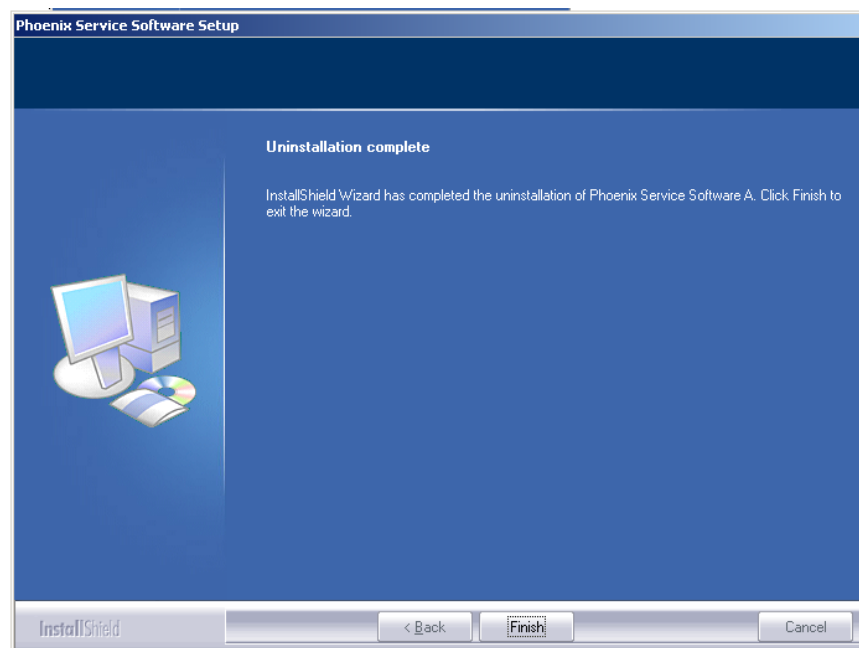 Phoenix Service Software Setup
Uninstallation complete
InstallShield Wizard has completed the uninstallation of Phoenix Service Software A. Click Finish to
exit the wizard.
InstallShield
< Back
Finish
Cancel